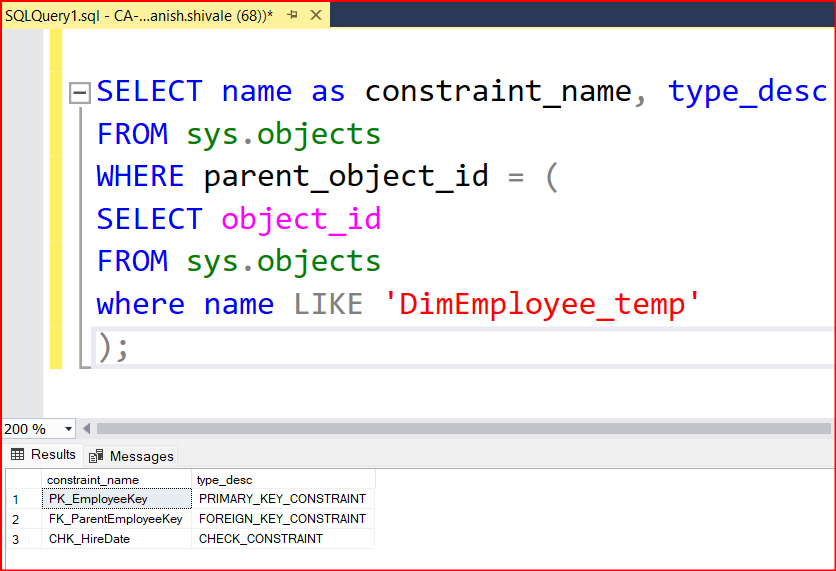 SQLQuery1.sql - CA-...anish.shivale (68))*
SELECT name as constraint_name, type_desc
FROM sys.objects
WHERE parent_object_id = (
SELECT object_id
FROM sys.objects
where name LIKE 'DimEmployee_temp'
);
200 %
Results Messages
constraint_name type_desc
1 PK_EmployeeKey PRIMARY_KEY_CONSTRAINT
2 FK_ParentEmployeeKey FOREIGN_KEY_CONSTRAINT
3 CHK_HireDate CHECK_CONSTRAINT